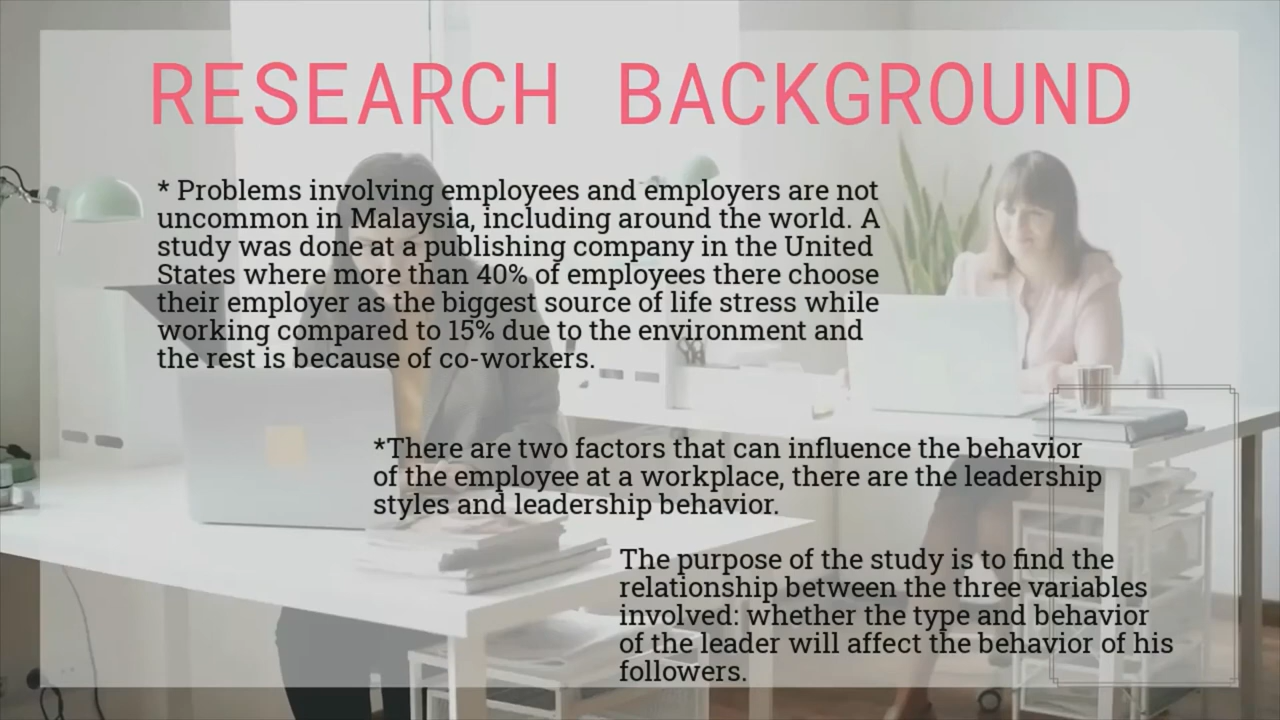 RESEARCH BACKGROUND
* Problems involving employees and employers are not
uncommon in Malaysia, including around the world. A
study was done at a publishing company in the United
States where more than 40% of employees there choose
their employer as the biggest source of life stress while
working compared to 15% due to the environment and
the rest is because of co-workers.
*There are two factors that can influence the behavior
of the employee at a workplace, there are the leadership
styles and leadership behavior.
The purpose of the study is to find the
relationship between the three variables
involved: whether the type and behavior
of the leader will affect the behavior of his
followers.